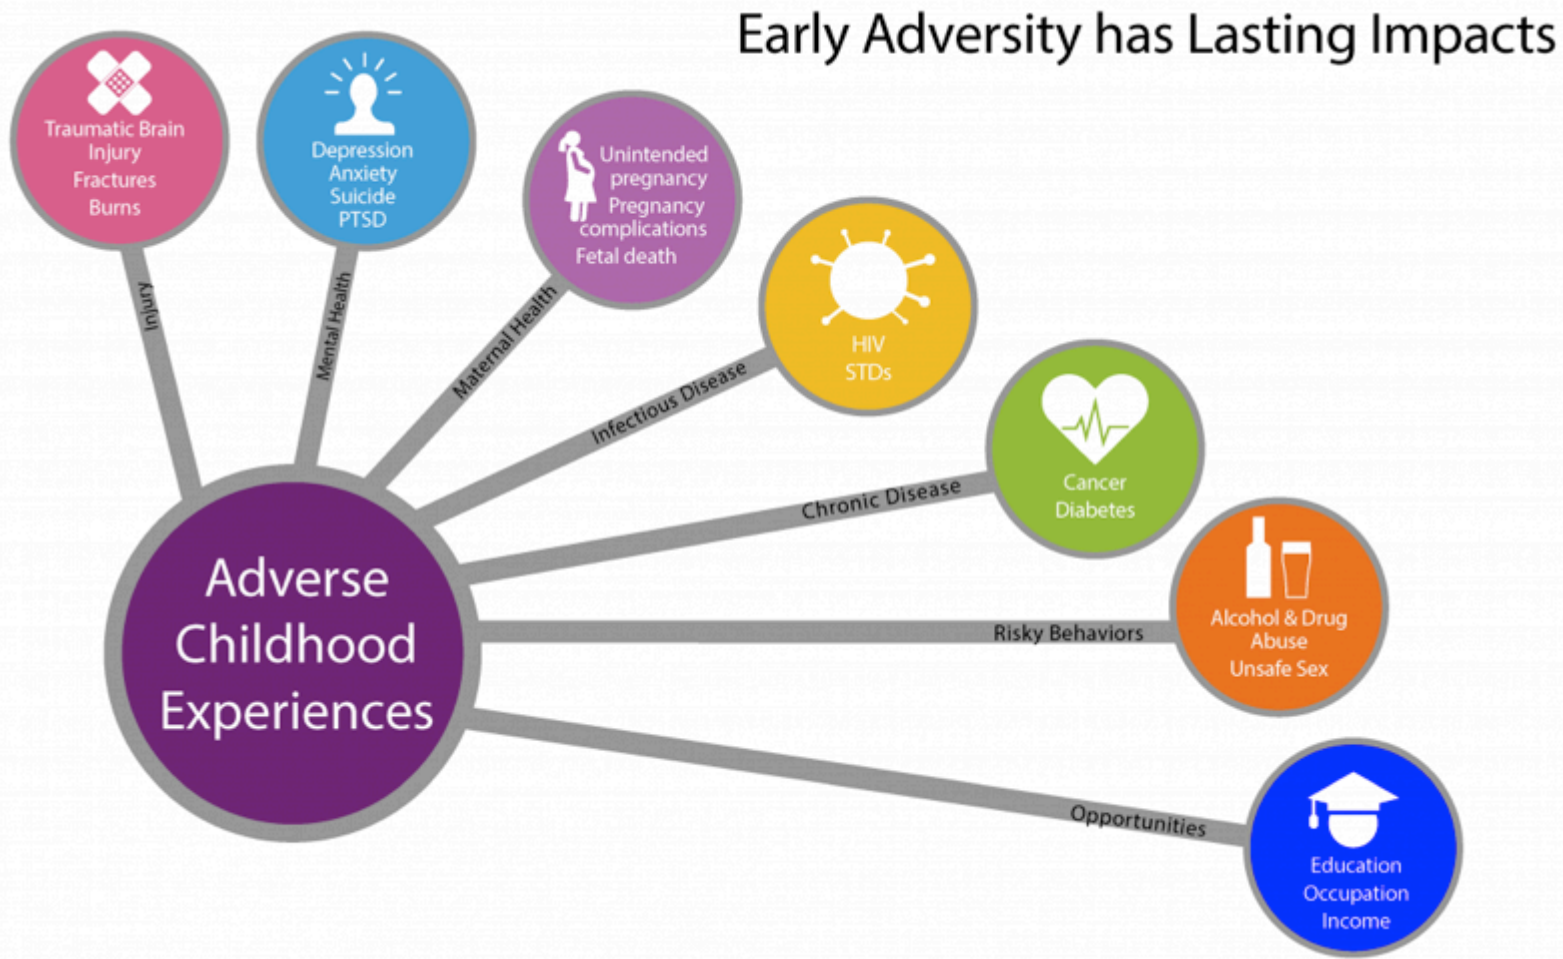 Early Adversity has Lasting Impacts
Traumatic Brain
Injury
Fractures
Burns
Depression
Anxiety
Suicide
PTSD
Unintended
pregnancy
Pregnancy
complications
Fetal death
HIV
STDs
Cancer
Diabetes
Alcohol & Drug
Abuse
Unsafe Sex
Education
Occupation
Income
Injury
Mental Health
Maternal Health
Infectious Disease
Chronic Disease
Risky Behaviors
Opportunities
Adverse
Childhood
Experiences